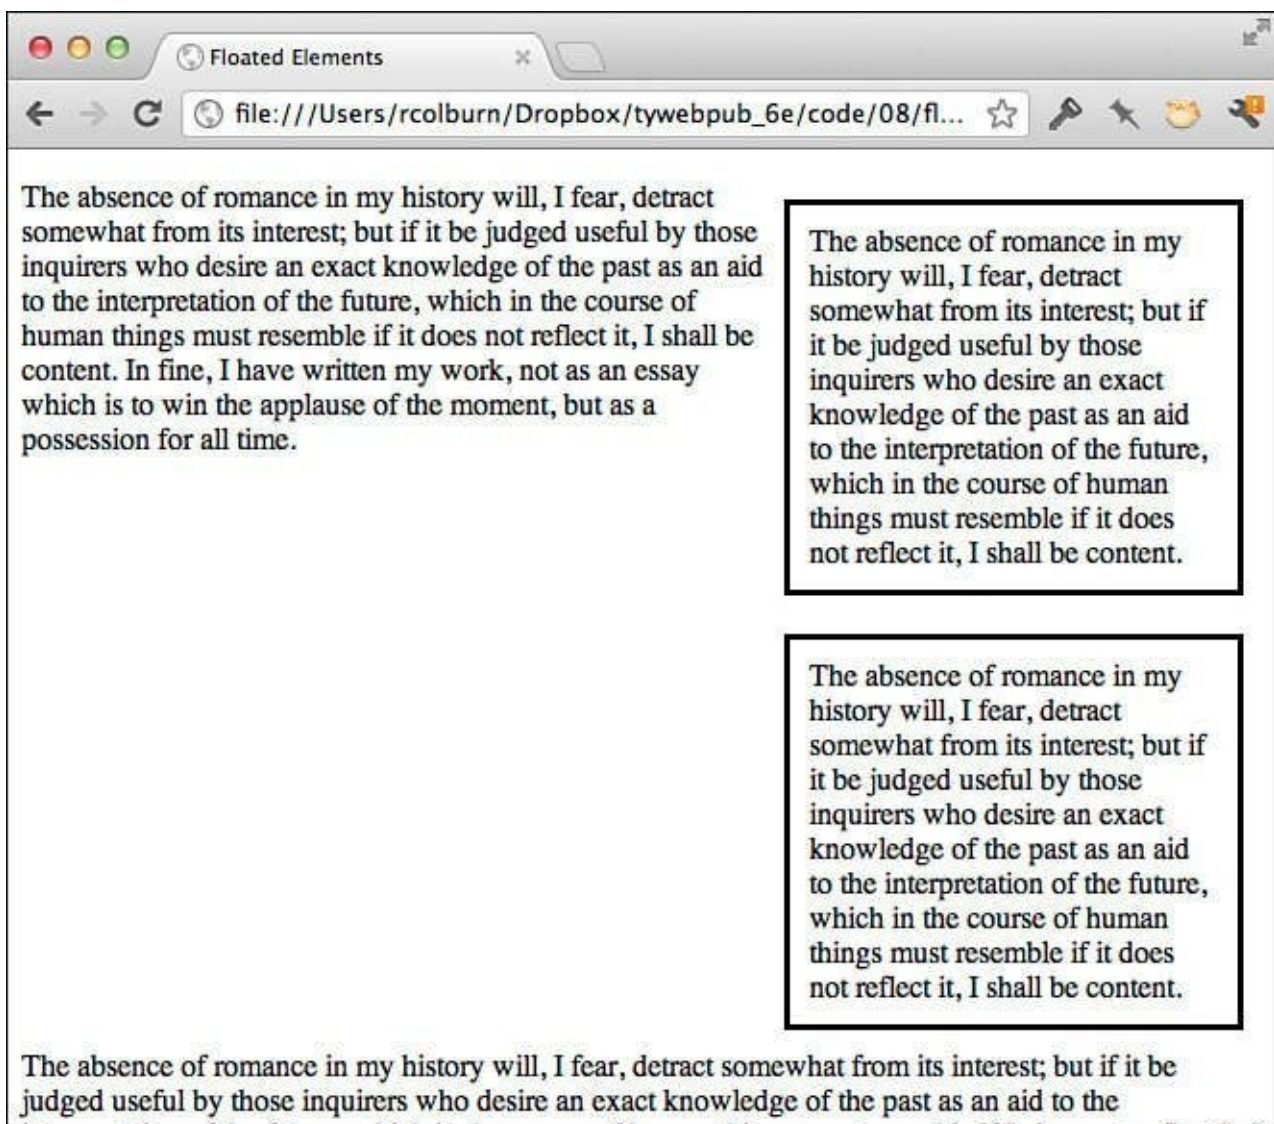 Floated Elements
file:///Users/rcolburn/Dropbox/tywebpub_6e/code/08/fl...
The absence of romance in my history will, I fear, detract
somewhat from its interest; but if it be judged useful by those
inquirers who desire an exact knowledge of the past as an aid
to the interpretation of the future, which in the course of
human things must resemble if it does not reflect it, I shall be
content. In fine, I have written my work, not as an essay
which is to win the applause of the moment, but as a
possession for all time.
The absence of romance in my
history will, I fear, detract
somewhat from its interest; but if
it be judged useful by those
inquirers who desire an exact
knowledge of the past as an aid
to the interpretation of the future,
which in the course of human
things must resemble if it does
not reflect it, I shall be content.
The absence of romance in my
history will, I fear, detract
somewhat from its interest; but if
it be judged useful by those
inquirers who desire an exact
knowledge of the past as an aid
to the interpretation of the future,
which in the course of human
things must resemble if it does
not reflect it, I shall be content.
The absence of romance in my history will, I fear, detract somewhat from its interest; but if it be
judged useful by those inquirers who desire an exact knowledge of the past as an aid to the